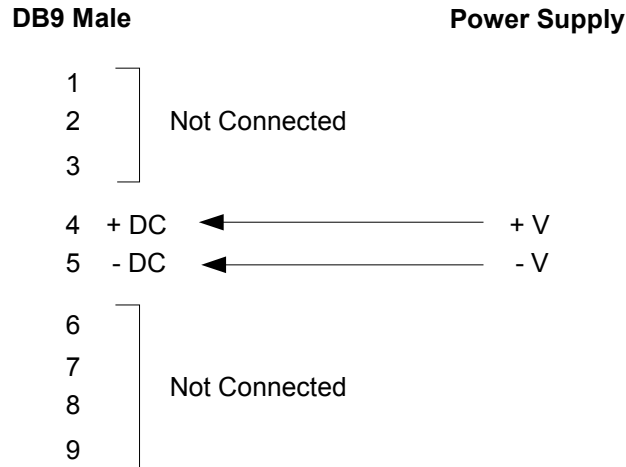 DB9 Male Power Supply
1
2 Not Connected
3
4 + DC + V
5 - DC - V
6
7
Not Connected
8
9